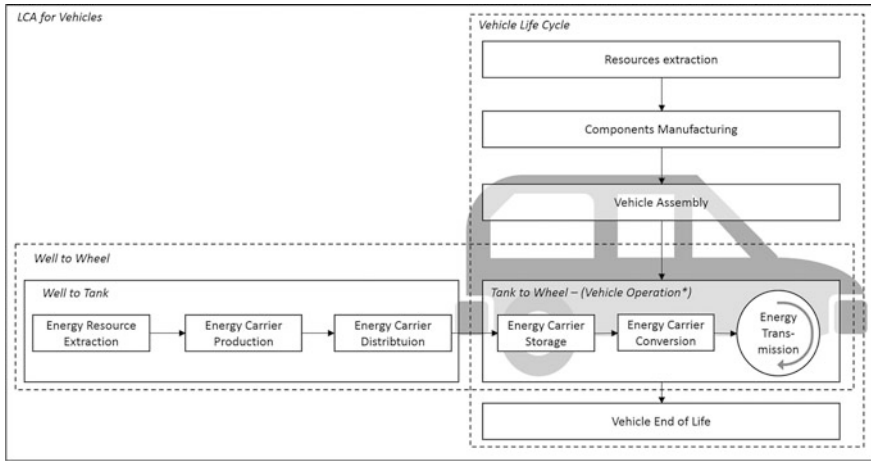 LCA for Vehicles
Vehicle Life Cycle
Resources extraction
Components Manufacturing
Vehicle Assembly
Well to Wheel
Well to Tank
Energy Resource
Extraction
Energy Carrier
Production
Energy Carrier
Distribtuion
Tank to Wheel – (Vehicle Operation*)
Energy Carrier
Storage
Energy Carrier
Conversion
Energy
Trans-
mission
Vehicle End of Life